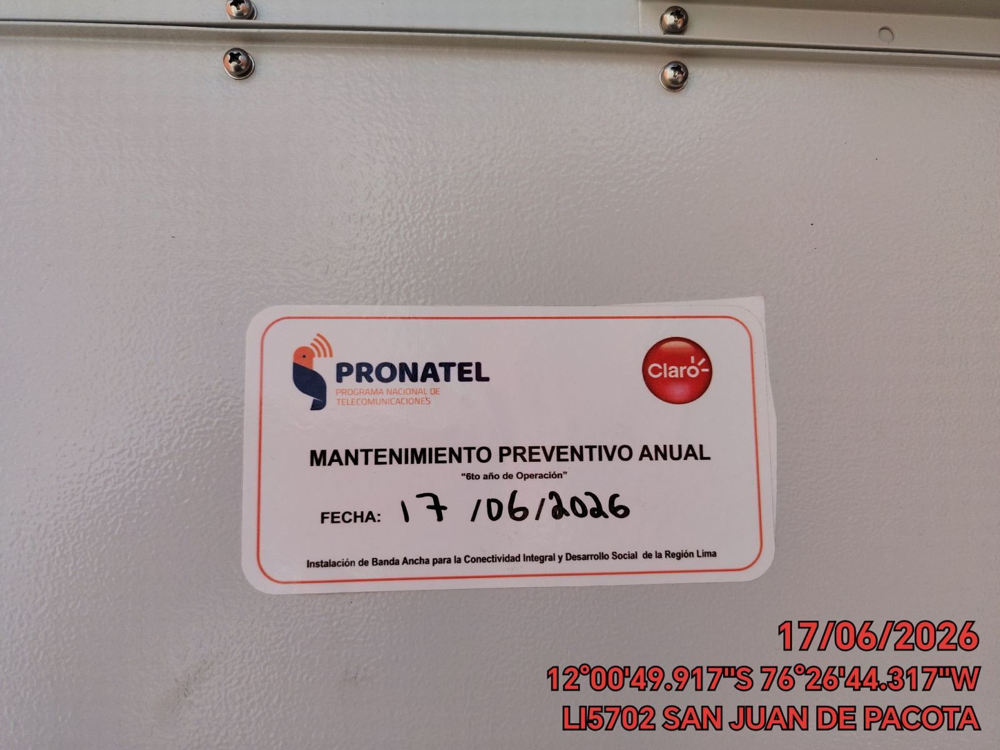 PRONATEL
PROGRAMA NACIONAL DE
TELECOMUNICACIONES
Claro
MANTENIMIENTO PREVENTIVO ANUAL
“6to año de Operación”
FECHA: 17/06/2026
Instalación de Banda Ancha para la Conectividad Integral y Desarrollo Social de la Región Lima
17/06/2026
12°00'49.917"S 76°26'44.317"W
LI5702 SAN JUAN DE PACOTA